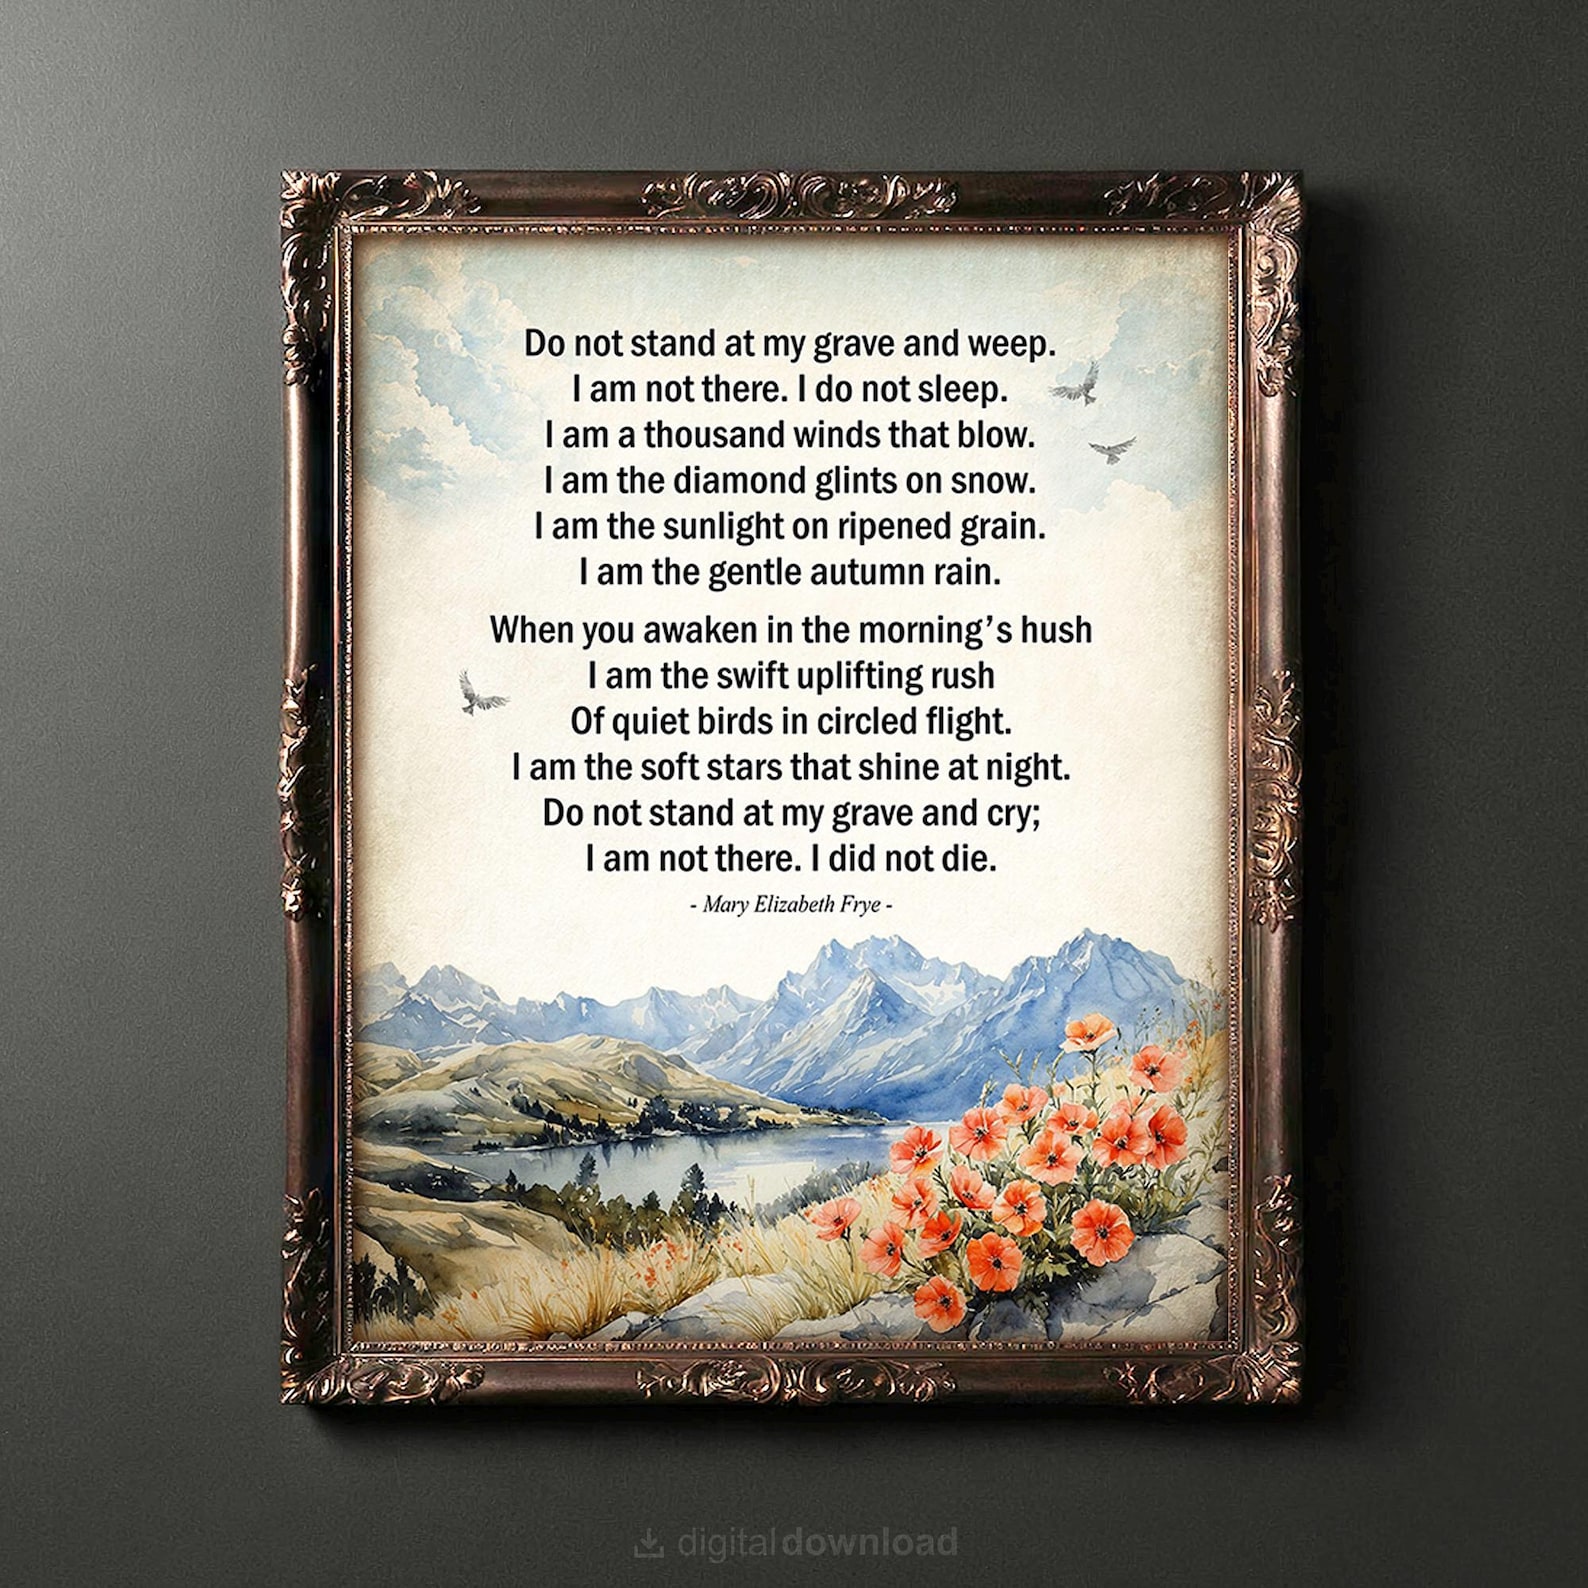 Do not stand at my grave and weep.
I am not there. I do not sleep.
I am a thousand winds that blow.
I am the diamond glints on snow.
I am the sunlight on ripened grain.
I am the gentle autumn rain.
When you awaken in the morning’s hush
I am the swift uplifting rush
Of quiet birds in circled flight.
I am the soft stars that shine at night.
Do not stand at my grave and cry;
I am not there. I did not die.
- Mary Elizabeth Frye -
digitaldownload